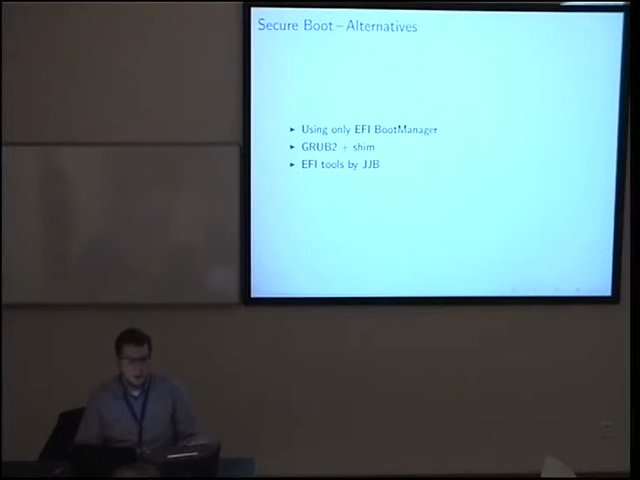 Secure Boot – Alternatives
Using only EFI BootManager
GRUB2 + shim
EFI tools by JJB